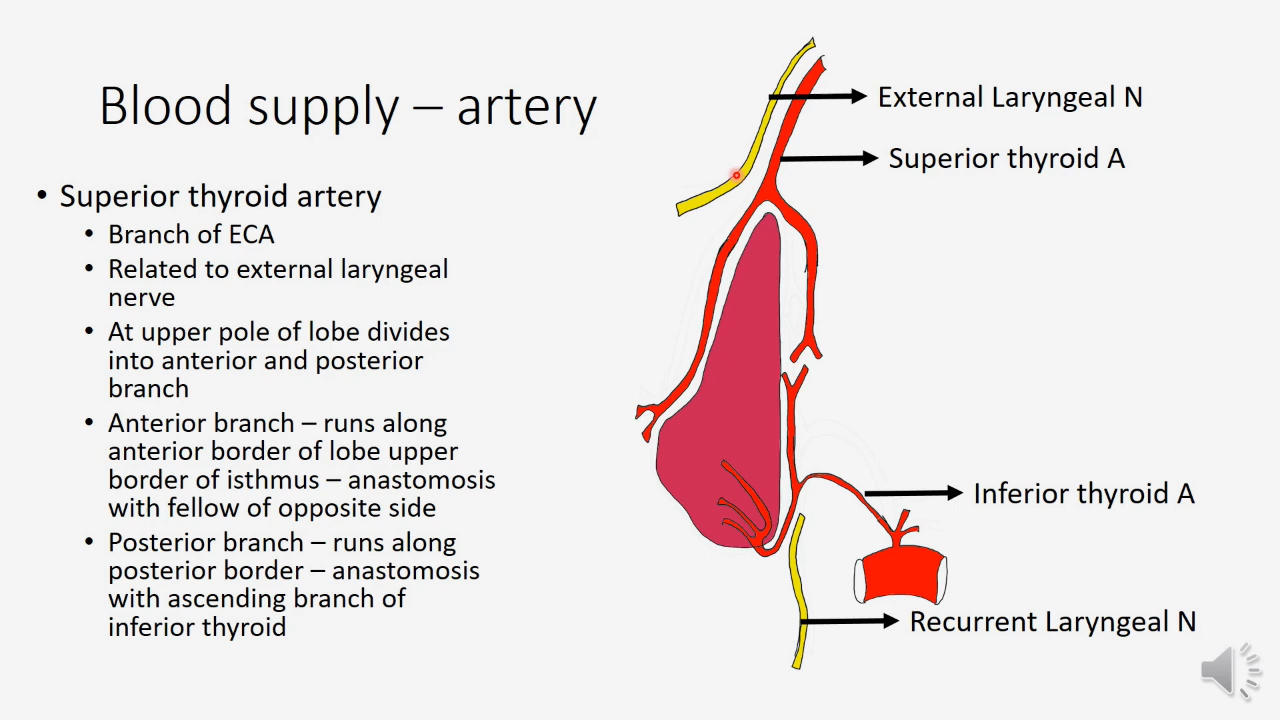 Blood supply – artery
• Superior thyroid artery
• Branch of ECA
• Related to external laryngeal
nerve
• At upper pole of lobe divides
into anterior and posterior
branch
• Anterior branch – runs along
anterior border of lobe upper
border of isthmus – anastomosis
with fellow of opposite side
• Posterior branch – runs along
posterior border – anastomosis
with ascending branch of
inferior thyroid
External Laryngeal N
Superior thyroid A
Inferior thyroid A
Recurrent Laryngeal N